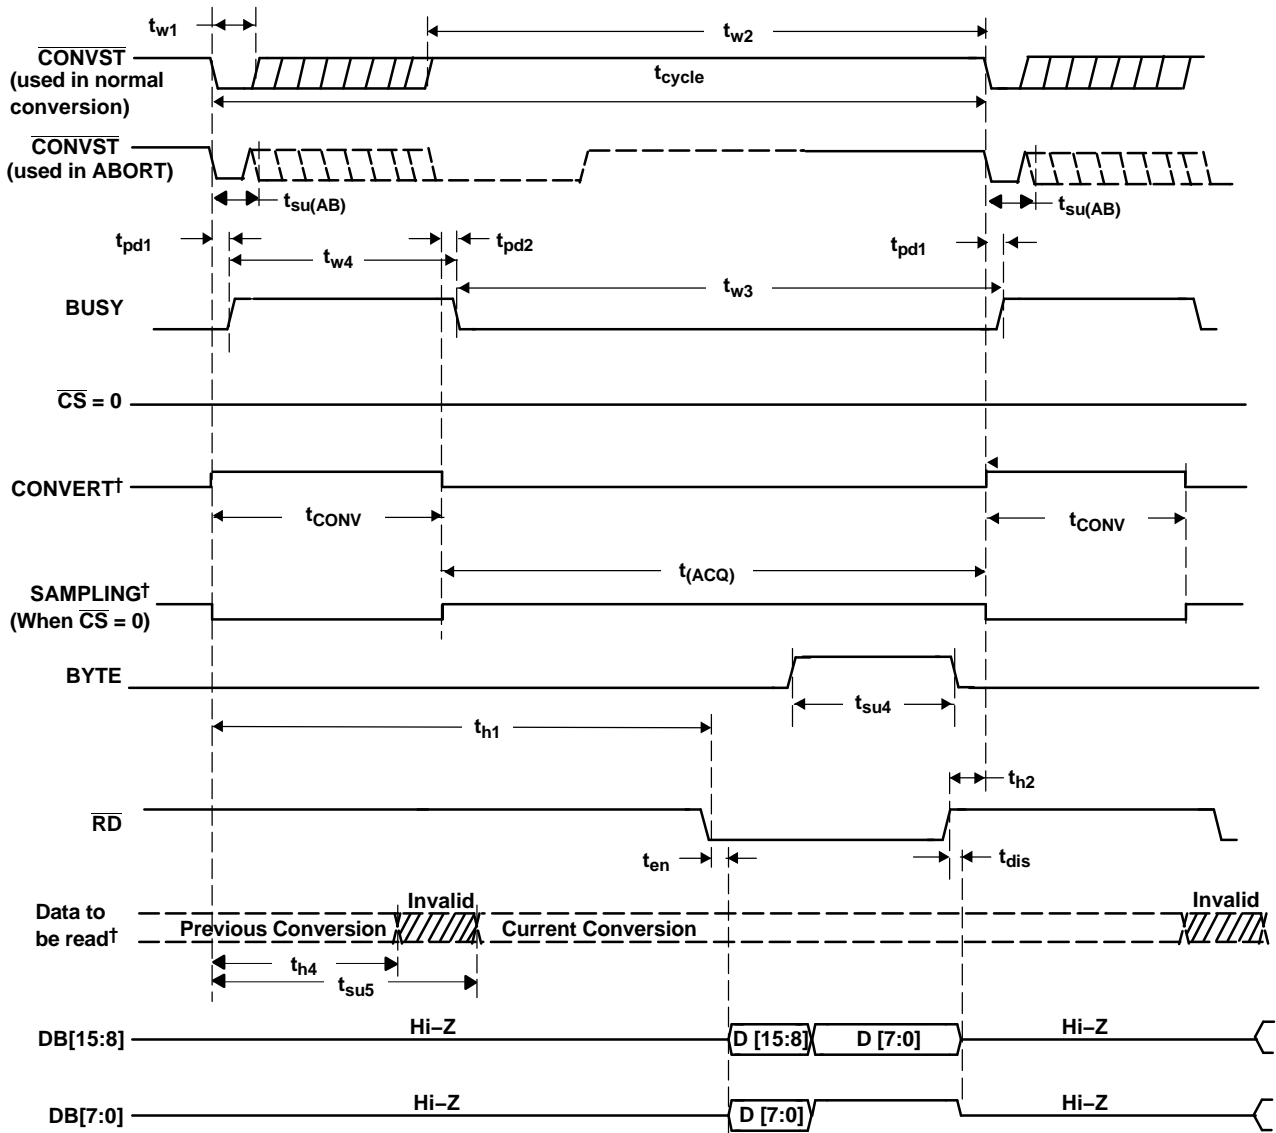 tw1
tw2
CONVST
(used in normal
conversion)
tcycle
CONVST
(used in ABORT)
tsu(AB)
tsu(AB)
tpd1
tpd2
tpd1
tw4
tw3
BUSY
CS = 0
CONVERT†
tCONV
tCONV
t(ACQ)
SAMPLING†
(When CS = 0)
BYTE
tsu4
th1
th2
RD
ten
tdis
Invalid
Invalid
Data to
be read†
Previous Conversion
Current Conversion
th4
tsu5
DB[15:8]
Hi–Z
D [15:8]
D [7:0]
Hi–Z
DB[7:0]
Hi–Z
D [7:0]
Hi–Z